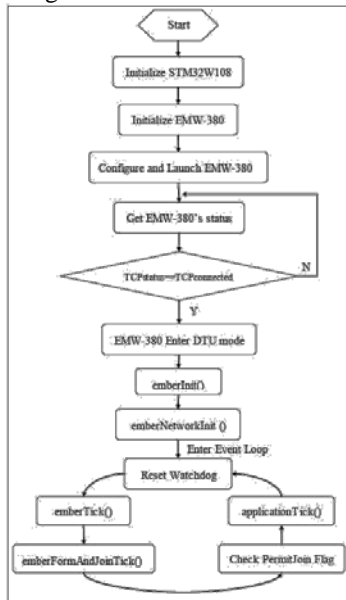 Start
Initialize STM32W108
Initialize EMW-380
Configure and Launch EMW-380
Get EMW-380's status
TCPstatus==TCPconnected
N
Y
EMW-380 Enter DTU mode
emberInit()
emberNetworkInit ()
Enter Event Loop
Reset Watchdog
emberTick()
applicationTick()
emberFormAndJoinTick()
Check PermitJoin Flag